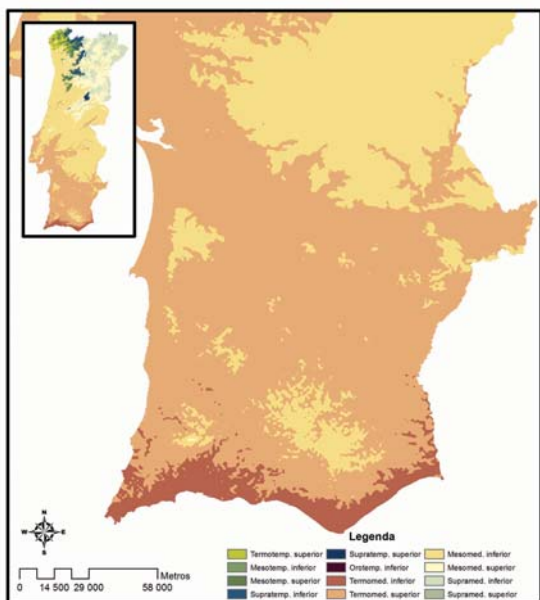 N
W E
S
Metros
0 14 500 29 000 58 000
Legenda
Termotemp. superior Supratemp. superior Mesomed. inferior
Mesotemp. inferior Orotemp. inferior Mesomed. superior
Mesotemp. superior Termomed. inferior Supramed. inferior
Supratemp. inferior Termomed. superior Supramed. superior